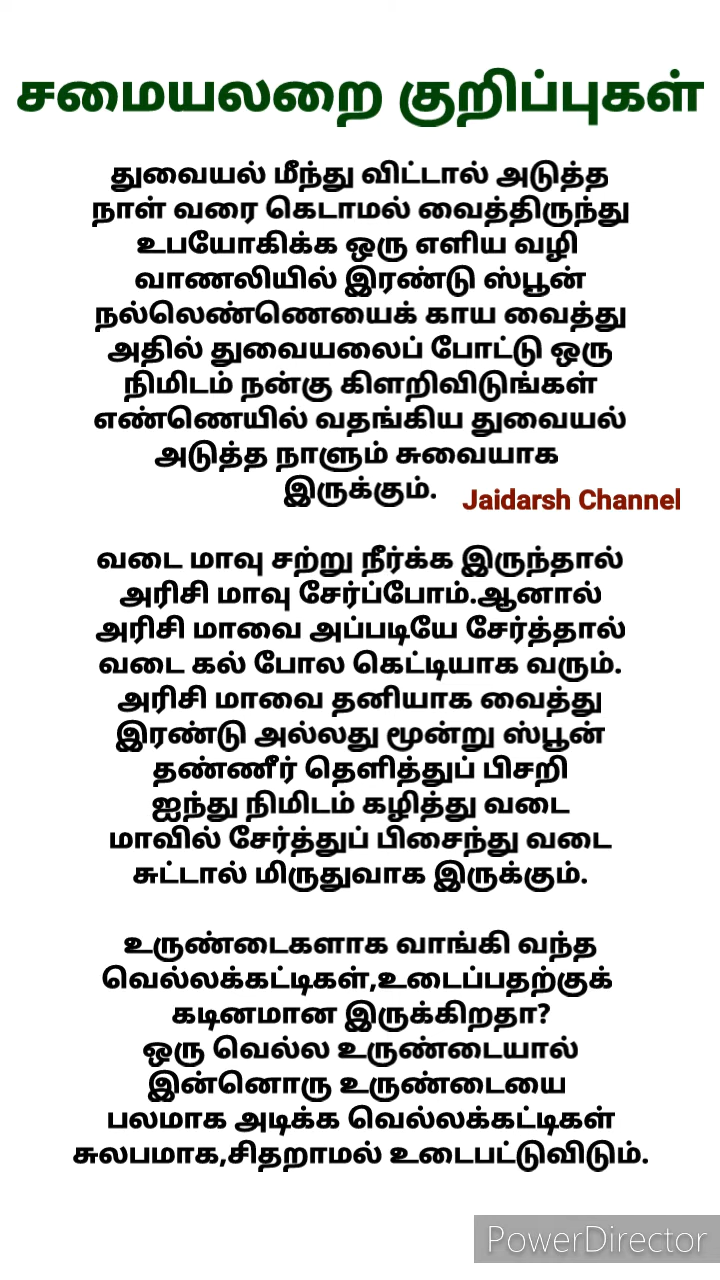 சமையலறை குறிப்புகள்
துவையல் மீந்து விட்டால் அடுத்த
நாள் வரை கெடாமல் வைத்திருந்து
உபயோகிக்க ஒரு எளிய வழி
வாணலியில் இரண்டு ஸ்பூன்
நல்லெண்ணெயைக் காய வைத்து
அதில் துவையலைப் போட்டு ஒரு
நிமிடம் நன்கு கிளறிவிடுங்கள்
எண்ணெயில் வதங்கிய துவையல்
அடுத்த நாளும் சுவையாக
இருக்கும். Jaidarsh Channel
வடை மாவு சற்று நீர்க்க இருந்தால்
அரிசி மாவு சேர்ப்போம்.ஆனால்
அரிசி மாவை அப்படியே சேர்த்தால்
வடை கல் போல கெட்டியாக வரும்.
அரிசி மாவை தனியாக வைத்து
இரண்டு அல்லது மூன்று ஸ்பூன்
தண்ணீர் தெளித்துப் பிசறி
ஐந்து நிமிடம் கழித்து வடை
மாவில் சேர்த்துப் பிசைந்து வடை
சுட்டால் மிருதுவாக இருக்கும்.
உருண்டைகளாக வாங்கி வந்த
வெல்லக்கட்டிகள்,உடைப்பதற்குக்
கடினமான இருக்கிறதா?
ஒரு வெல்ல உருண்டையால்
இன்னொரு உருண்டையை
பலமாக அடிக்க வெல்லக்கட்டிகள்
சுலபமாக,சிதறாமல் உடைபட்டுவிடும்.
PowerDirector